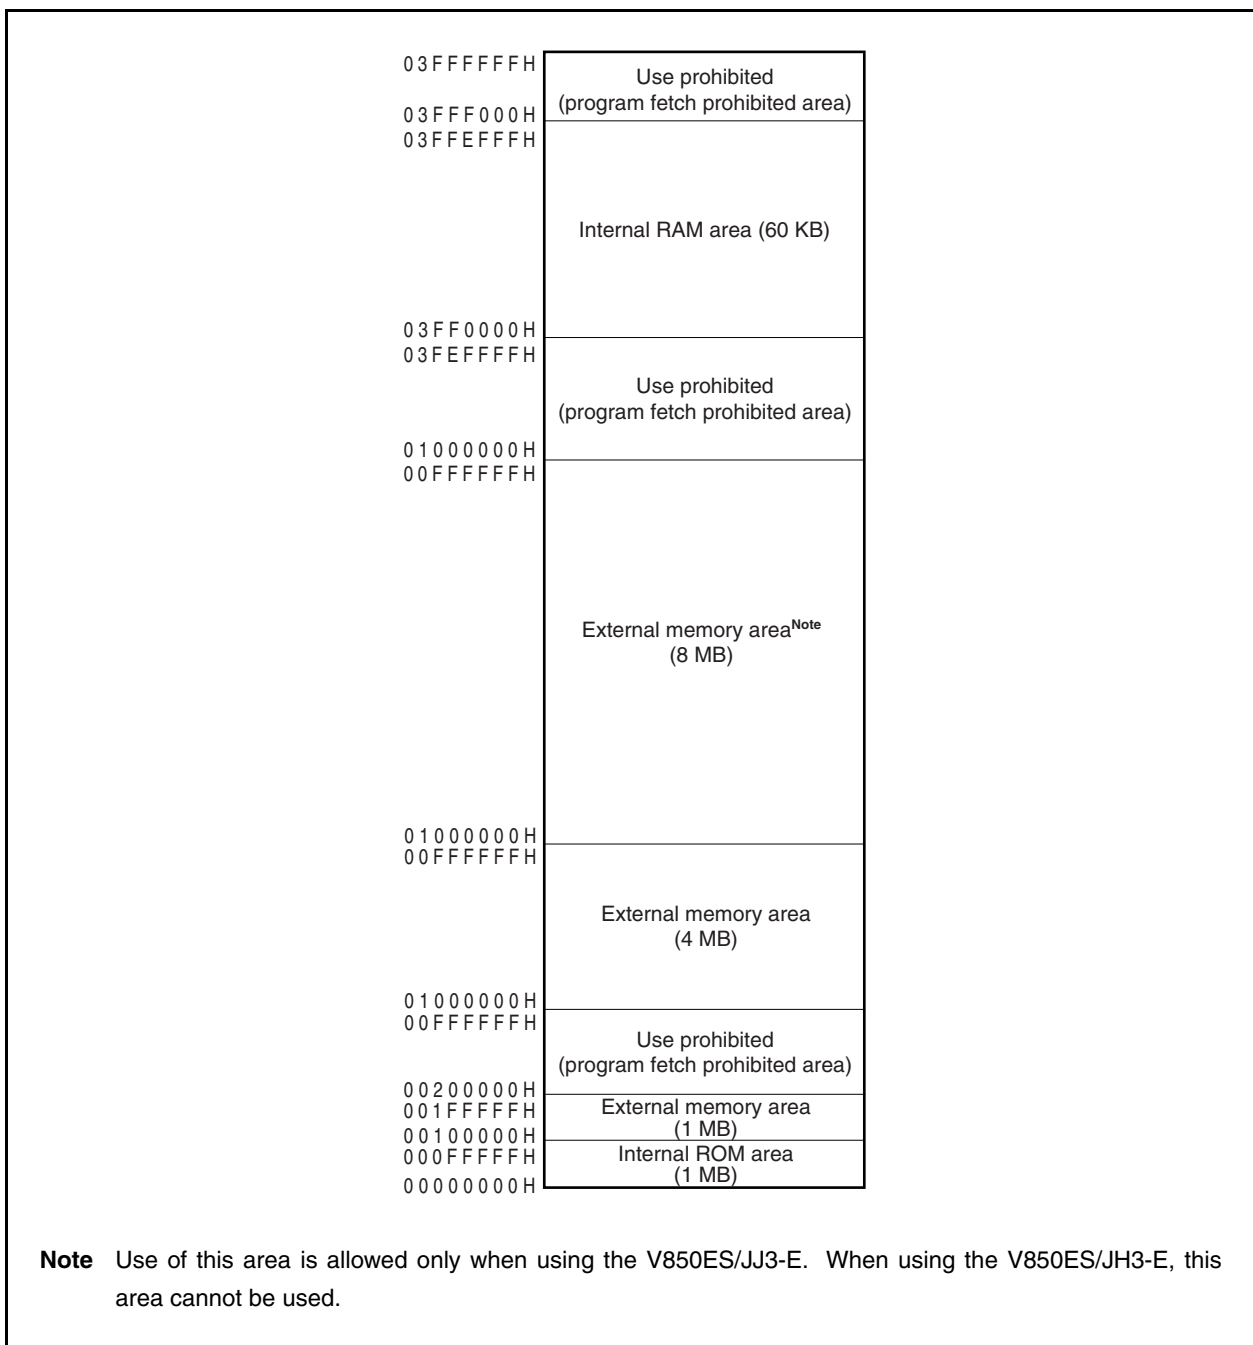 03FFFFFFH
Use prohibited
(program fetch prohibited area)
03FFF000H
03FFEFFFH
Internal RAM area (60 KB)
03FF0000H
03FEFFFFH
Use prohibited
(program fetch prohibited area)
01000000H
00FFFFFFH
External memory areaNote
(8 MB)
01000000H
00FFFFFFH
External memory area
(4 MB)
01000000H
00FFFFFFH
Use prohibited
(program fetch prohibited area)
00200000H
001FFFFFH
External memory area
(1 MB)
00100000H
000FFFFFH
Internal ROM area
(1 MB)
00000000H
Note Use of this area is allowed only when using the V850ES/JJ3-E. When using the V850ES/JH3-E, this
area cannot be used.